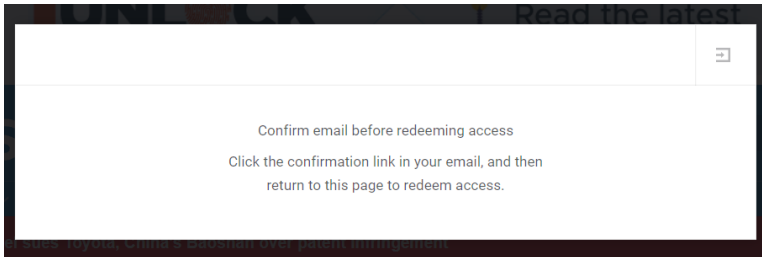 UNLOCK
Read the latest
Confirm email before redeeming access
Click the confirmation link in your email, and then
return to this page to redeem access.
sues Toyota, China's Baoshan over patent infringement